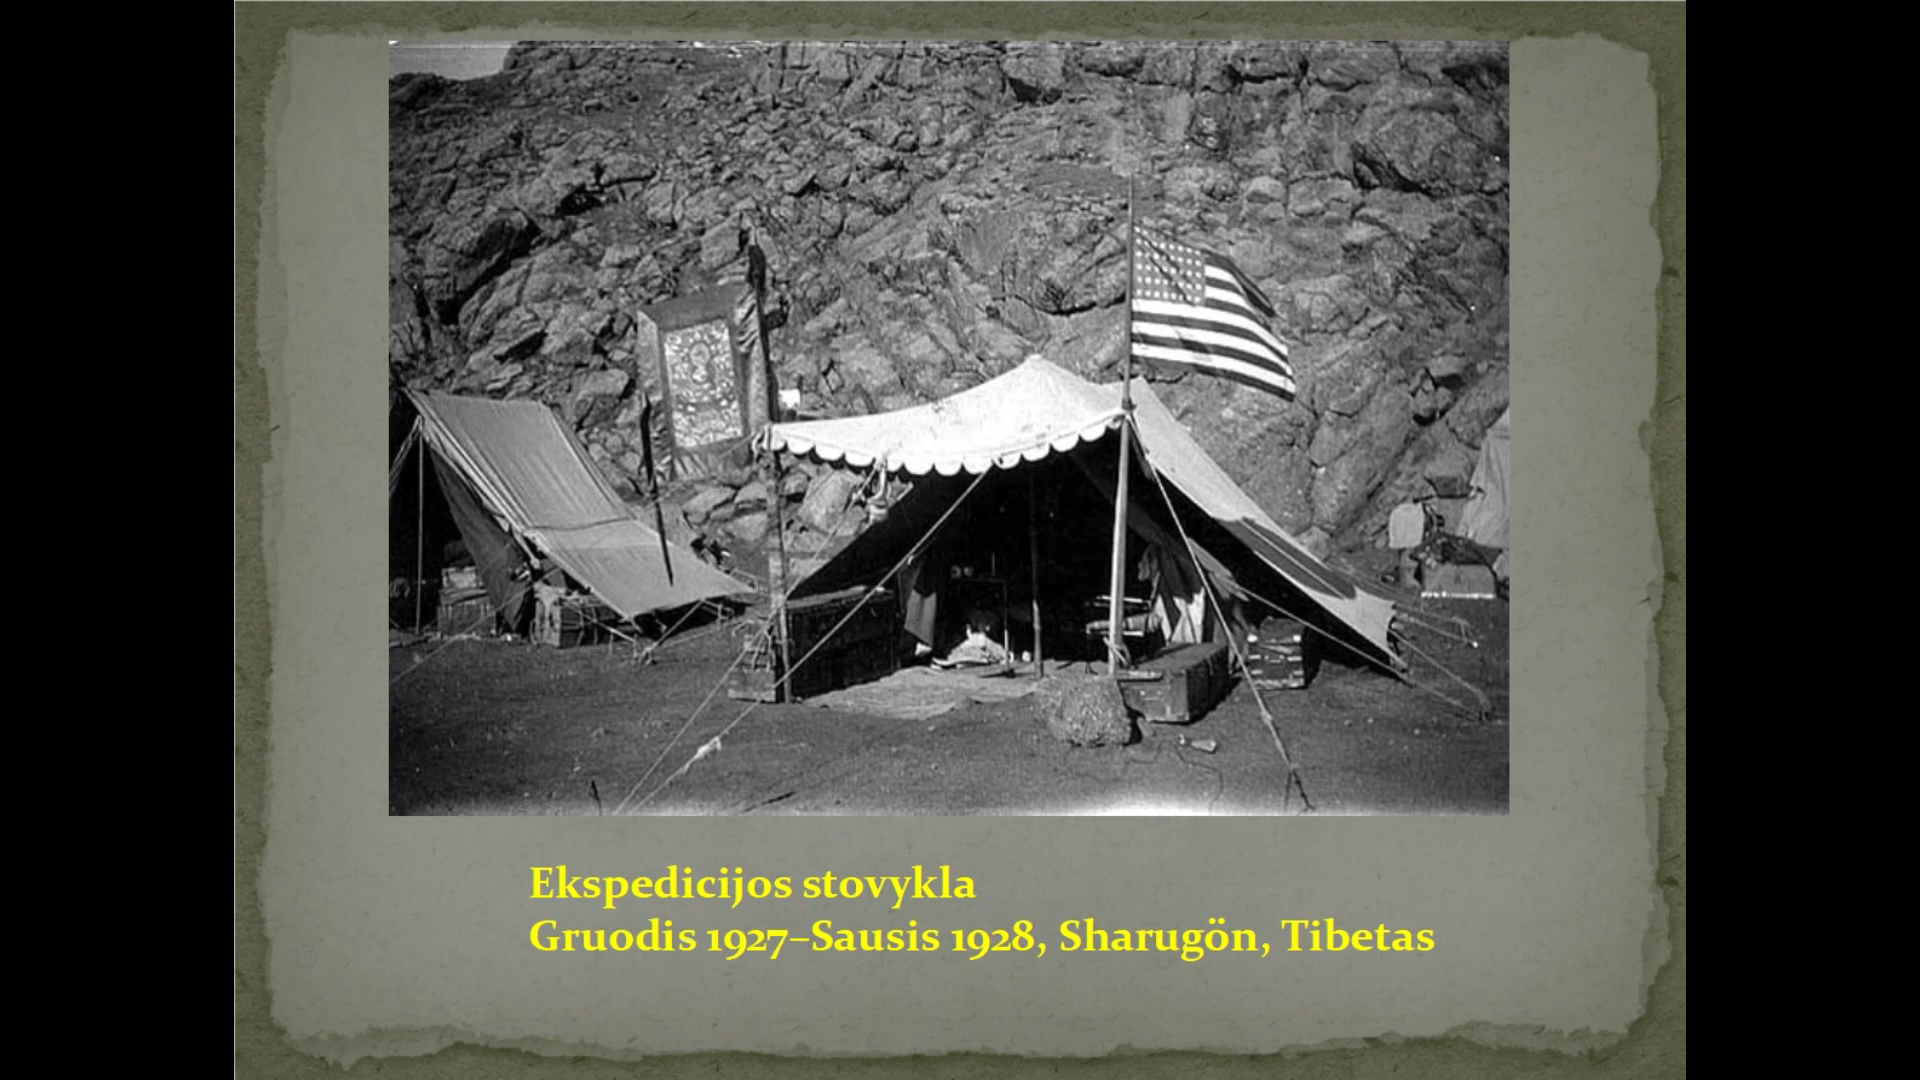 Ekspedicijos stovykla
Gruodis 1927–Sausis 1928, Sharugön, Tibetas